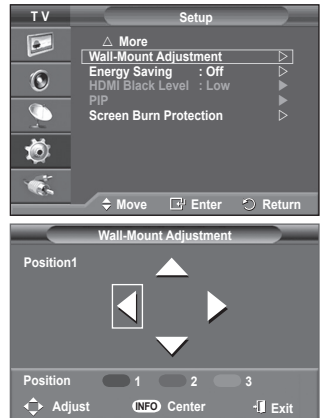 T V Setup
△ More
Wall-Mount Adjustment
Energy Saving : Off
HDMI Black Level : Low
PIP
Screen Burn Protection
Move Enter Return
Wall-Mount Adjustment
Position1
Position 1 2 3
Adjust INFO Center Exit